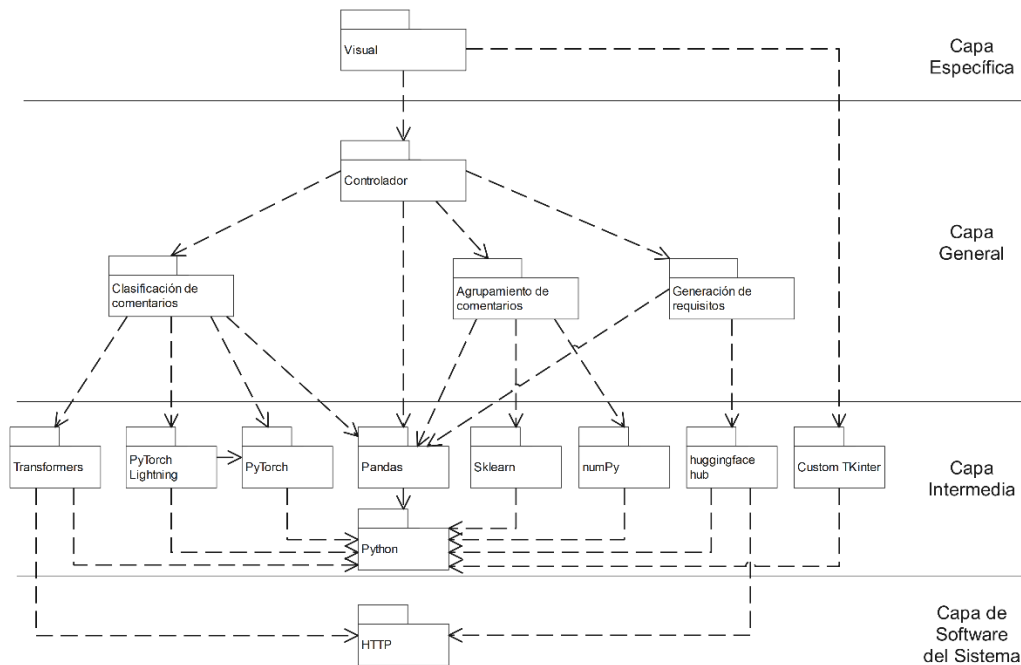 Visual
Capa
Específica
Controlador
Capa
General
Clasificación de
comentarios
Agrupamiento de
comentarios
Generación de
requisitos
Transformers
PyTorch
Lightning
PyTorch
Pandas
Sklearn
numPy
huggingface
hub
Custom TKinter
Capa
Intermedia
Python
HTTP
Capa de
Software
del Sistema